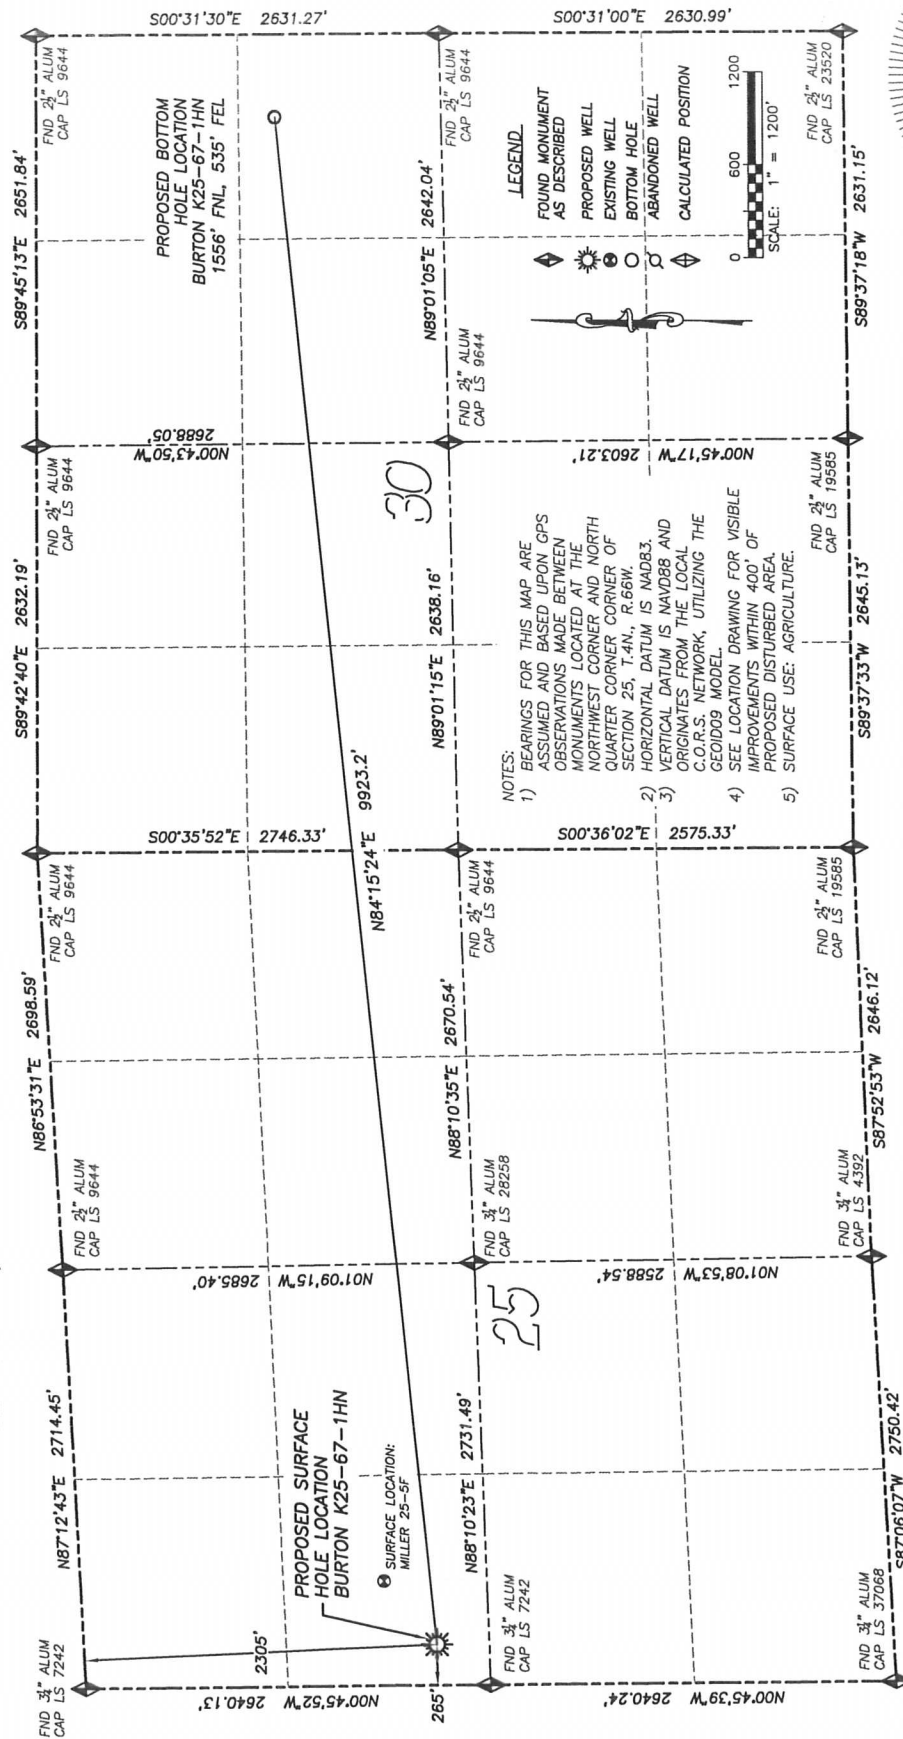 FND 3¼" ALUM
CAP LS 7242
N87°12'43"E 2714.45'
FND 2½" ALUM
CAP LS 9644
N86°53'31"E 2698.59'
FND 2½" ALUM
CAP LS 9644
S89°42'40"E 2632.19'
FND 2½" ALUM
CAP LS 9644
S89°45'13"E 2651.84'
FND 2½" ALUM
CAP LS 9644
N00°45'52"W 2640.13'
2305'
265'
PROPOSED SURFACE
HOLE LOCATION
BURTON K25-67-1HN
SURFACE LOCATION:
MILLER 25-5F
N01°09'15"W 2685.40'
S00°35'52"E 2746.33'
N84°15'24"E 9923.2'
N00°43'50"W 2688.05'
PROPOSED BOTTOM
HOLE LOCATION
BURTON K25-67-1HN
1556' FNL, 535' FEL
S00°31'30"E 2631.27'
FND 3¼" ALUM
CAP LS 7242
N88°10'23"E 2731.49'
25
FND 3¼" ALUM
CAP LS 28258
N88°10'35"E 2670.54'
FND 2½" ALUM
CAP LS 9644
N89°01'15"E 2638.16'
30
FND 2½" ALUM
CAP LS 9644
N89°01'05"E 2642.04'
FND 2½" ALUM
CAP LS 9644
N00°45'39"W 2640.24'
N01°08'53"W 2588.54'
S00°36'20"E 2575.33'
NOTES:
1) BEARINGS FOR THIS MAP ARE
ASSUMED AND BASED UPON GPS
OBSERVATIONS MADE BETWEEN
MONUMENTS LOCATED AT THE
NORTHWEST CORNER AND NORTH
QUARTER CORNER CORNER OF
SECTION 25, T.4N., R.66W.
2) HORIZONTAL DATUM IS NAD83.
3) VERTICAL DATUM IS NAVD88 AND
ORIGINATES FROM THE LOCAL
C.O.R.S. NETWORK, UTILIZING THE
GEOID09 MODEL.
4) SEE LOCATION DRAWING FOR VISIBLE
IMPROVEMENTS WITHIN 400' OF
PROPOSED DISTURBED AREA.
5) SURFACE USE: AGRICULTURE.
N00°45'17"W 2603.21'
LEGEND
FOUND MONUMENT
AS DESCRIBED
PROPOSED WELL
EXISTING WELL
BOTTOM HOLE
ABANDONED WELL
CALCULATED POSITION
0 600 1200
SCALE: 1" = 1200'
S00°31'00"E 2630.99'
FND 3¼" ALUM
CAP LS 37068
S87°06'07"W 2750.42'
FND 3¼" ALUM
CAP LS 4392
S87°52'53"W 2646.12'
FND 2½" ALUM
CAP LS 19585
S89°37'33"W 2645.13'
FND 2½" ALUM
CAP LS 19585
S89°37'18"W 2631.15'
FND 2½" ALUM
CAP LS 23520